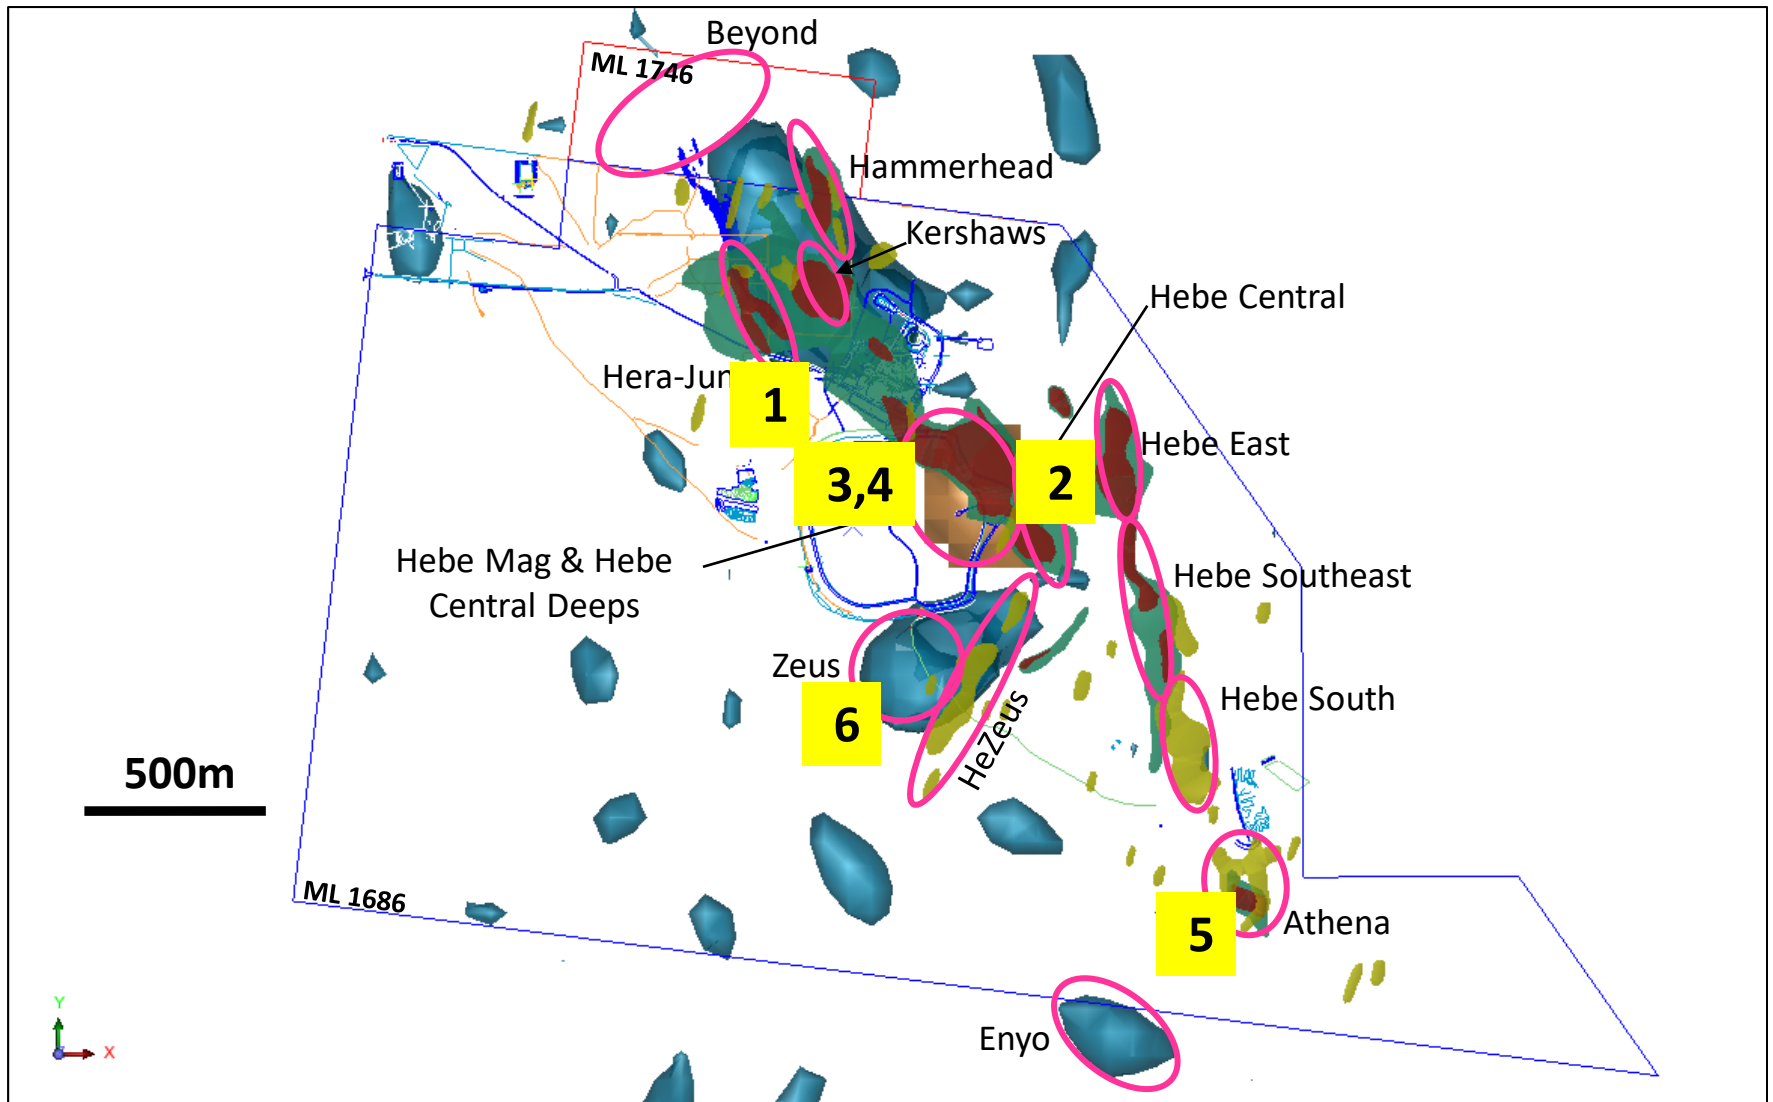 Beyond
ML 1746
Hammerhead
Kershaws
Hebe Central
Hera-Jun
1
Hebe East
3,4
2
Hebe Mag & Hebe
Central Deeps
Hebe Southeast
Zeus
Hebe South
6
HeZeus
500m
ML 1686
5
Athena
Y
X
Enyo